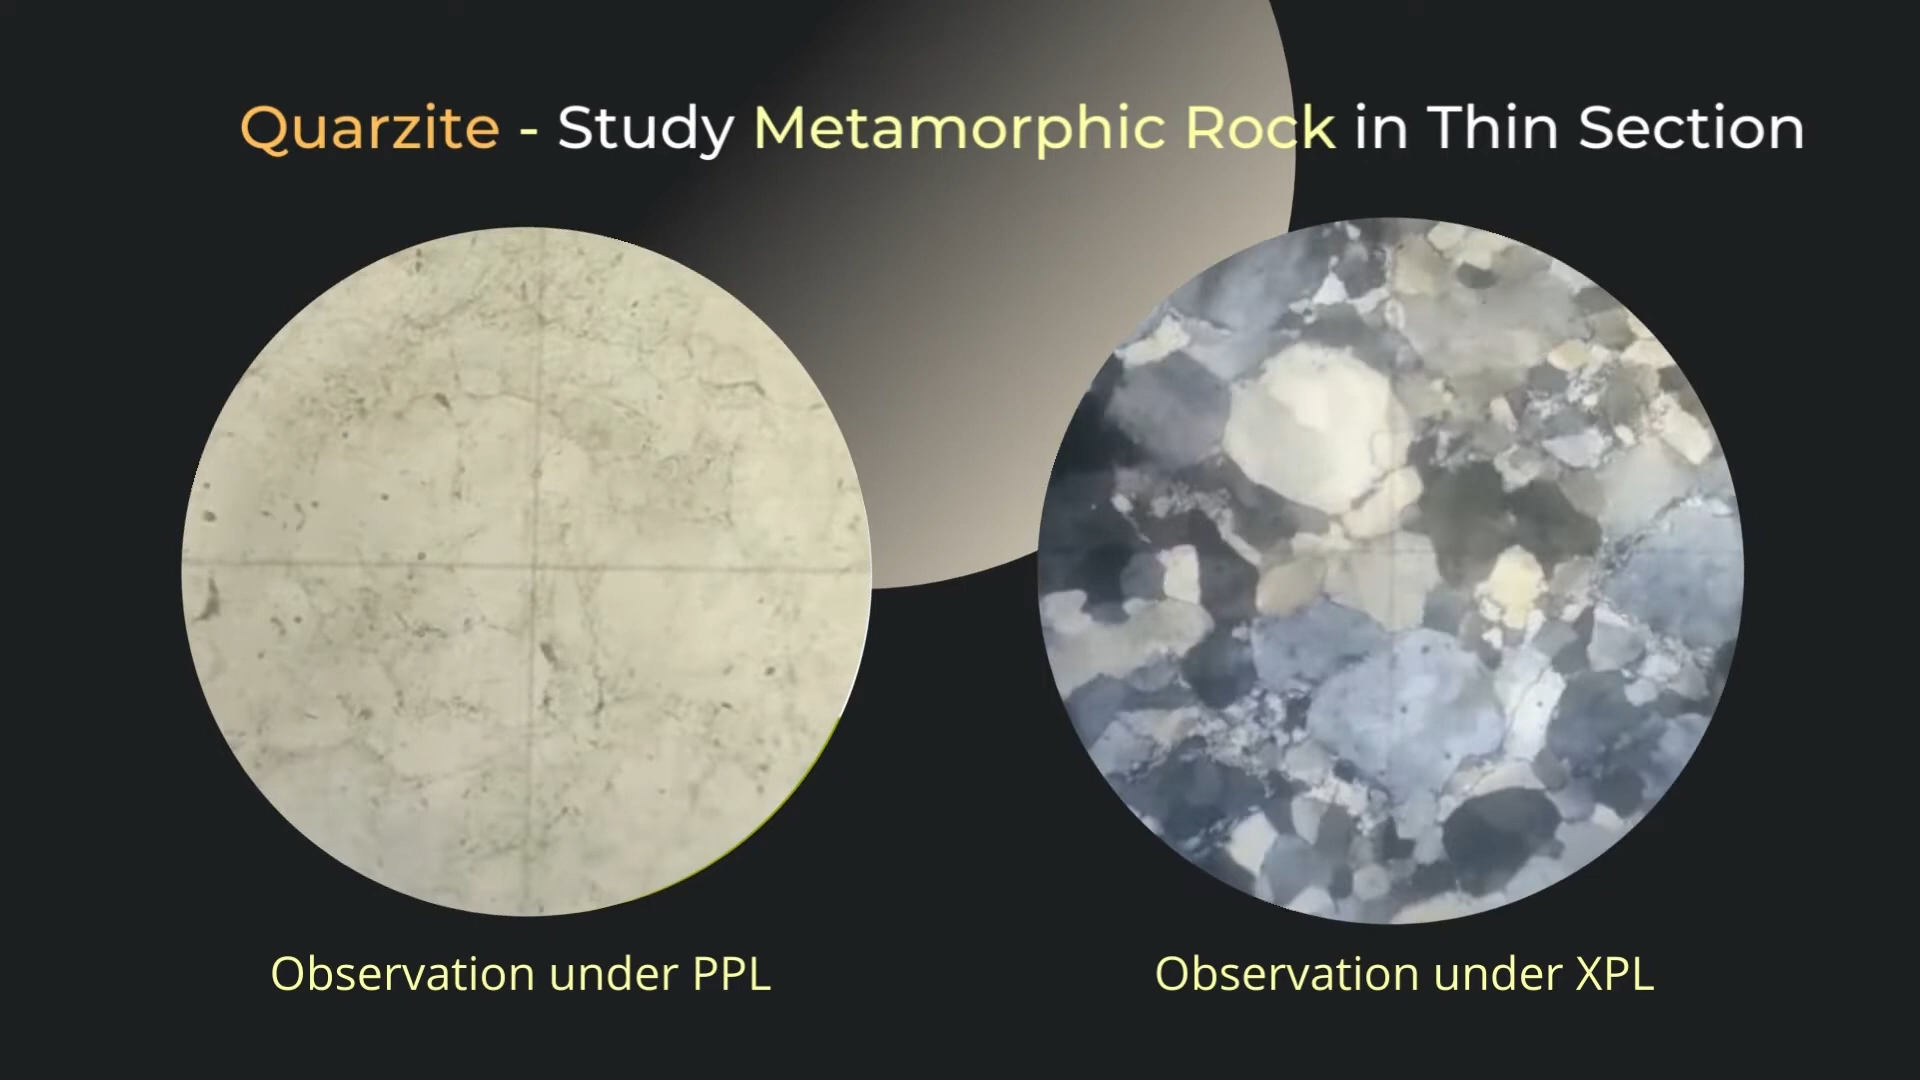 Quarzite - Study Metamorphic Rock in Thin Section
Observation under PPL
Observation under XPL